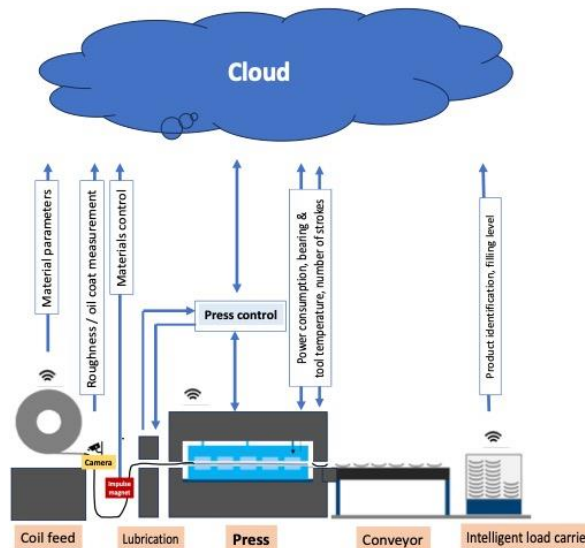 Cloud
Material parameters
Roughness / oil coat measurement
Materials control
Press control
Power consumption, bearing &
tool temperature, number of strokes
Product identification, filling level
Camera
Impulse
magnet
Coil feed
Lubrication
Press
Conveyor
Intelligent load carrier